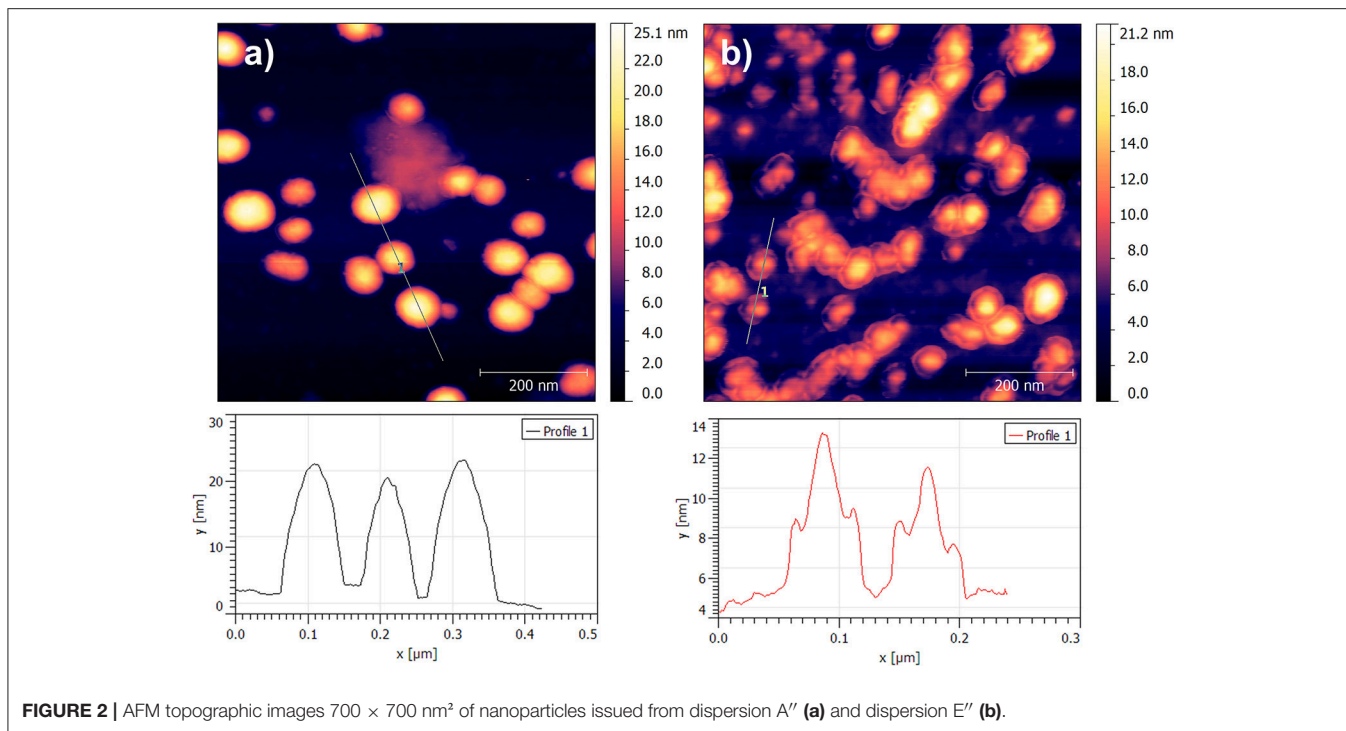 a)
1
200 nm
25.1 nm
22.0
20.0
18.0
16.0
14.0
12.0
10.0
8.0
6.0
4.0
2.0
0.0
b)
1
200 nm
21.2 nm
18.0
16.0
14.0
12.0
10.0
8.0
6.0
4.0
2.0
0.0
30
20
10
0
y [nm]
Profile 1
0.0 0.1 0.2 0.3 0.4 0.5
x [µm]
14
12
10
8
6
4
y [nm]
Profile 1
0.0 0.1 0.2 0.3
x [µm]
FIGURE 2 | AFM topographic images 700 × 700 nm² of nanoparticles issued from dispersion A″ (a) and dispersion E″ (b).